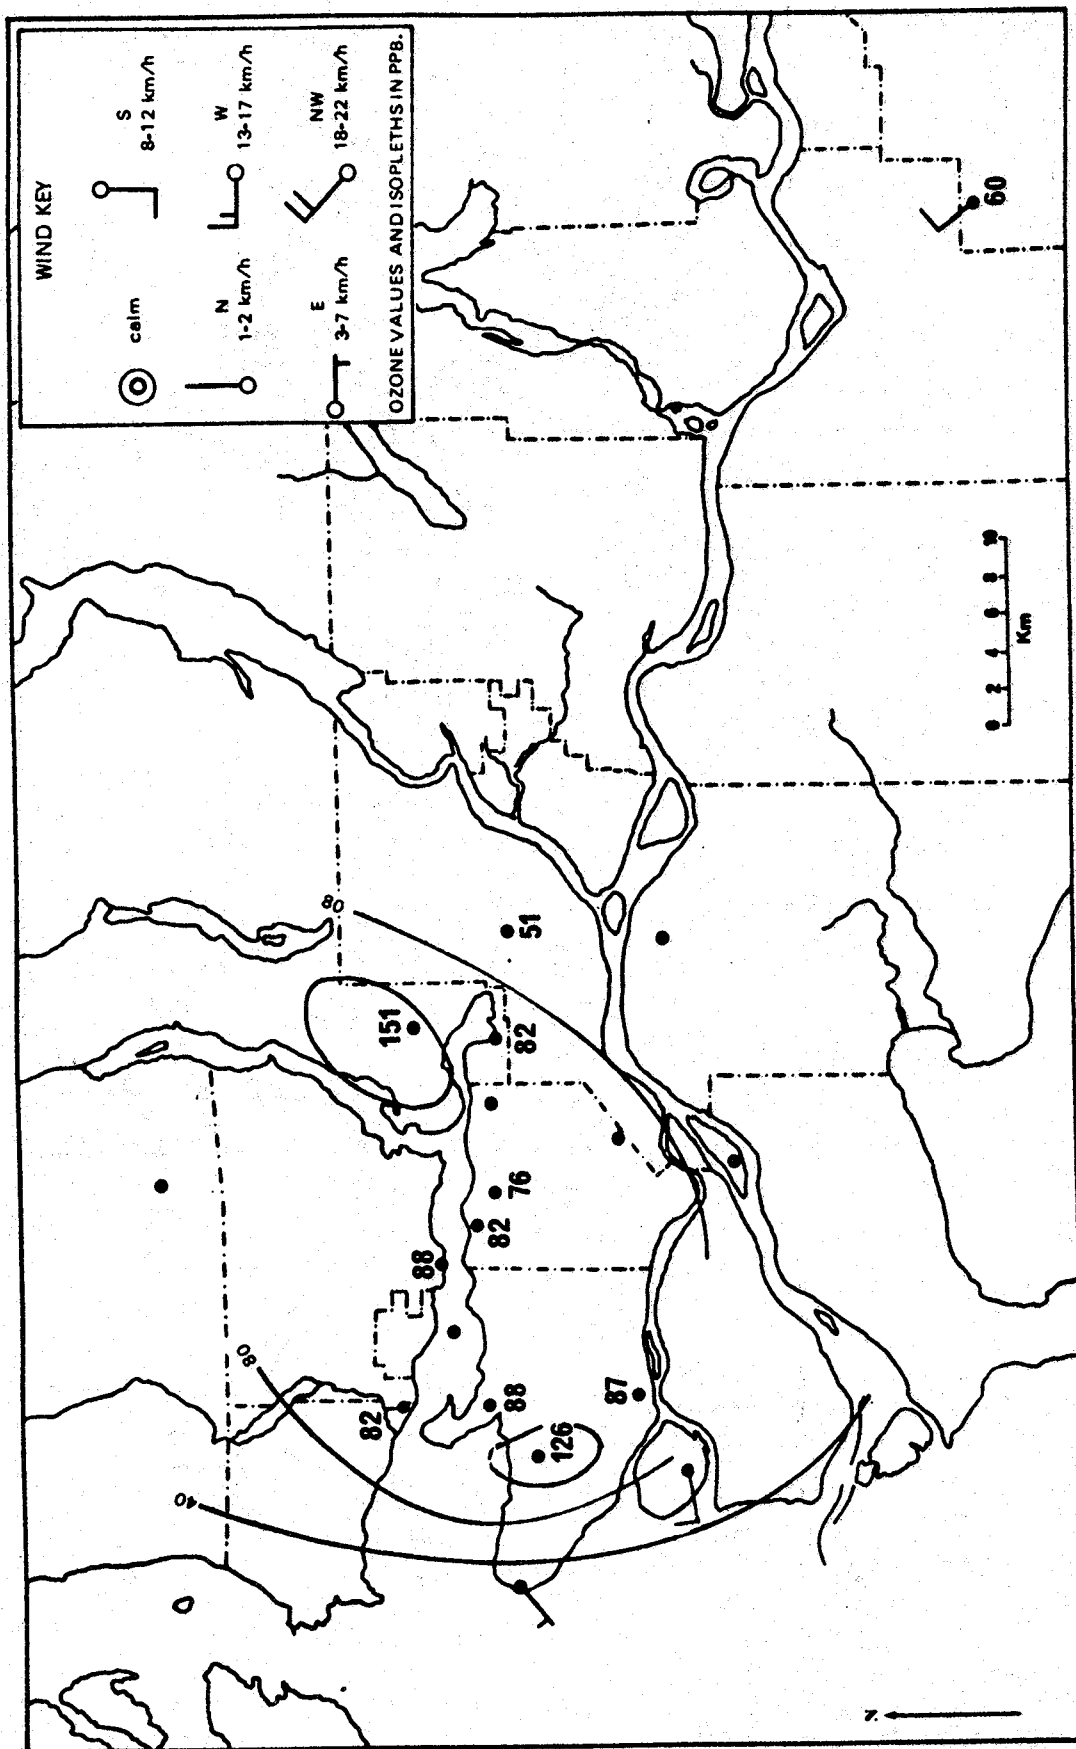 WIND KEY
calm
S
8-12 km/h
N
1-2 km/h
W
13-17 km/h
E
3-7 km/h
NW
18-22 km/h
OZONE VALUES AND ISOPLETHS IN PPB.
40
80
80
82
88
151
126
88
82
76
82
51
87
60
0 2 4 6 8 10
Km
N